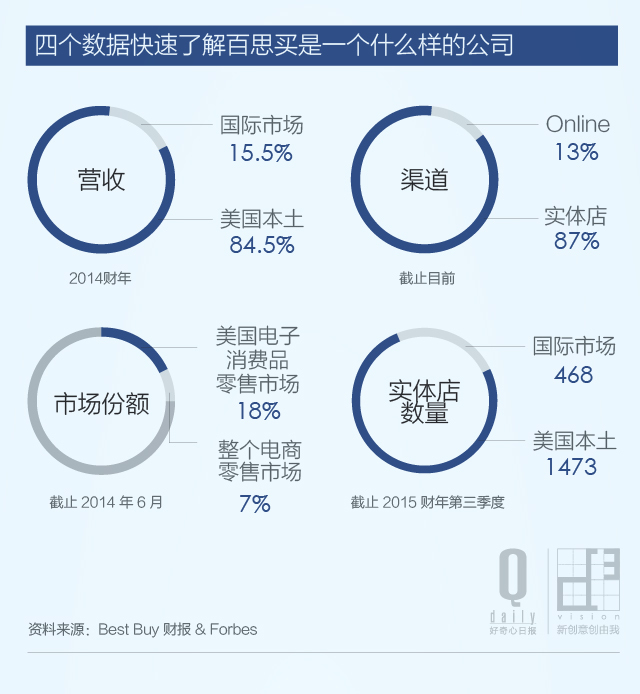 四个数据快速了解百思买是一个什么样的公司
国际市场
15.5%
营收
美国本土
84.5%
2014财年
Online
13%
渠道
实体店
87%
截止目前
美国电子
消费品
零售市场
18%
市场份额
整个电商
零售市场
7%
截止 2014 年 6 月
国际市场
468
实体店
数量
美国本土
1473
截止 2015 财年第三季度
Q
daily
好奇心日报
vision
新创意创由我
资料来源：Best Buy 财报 & Forbes